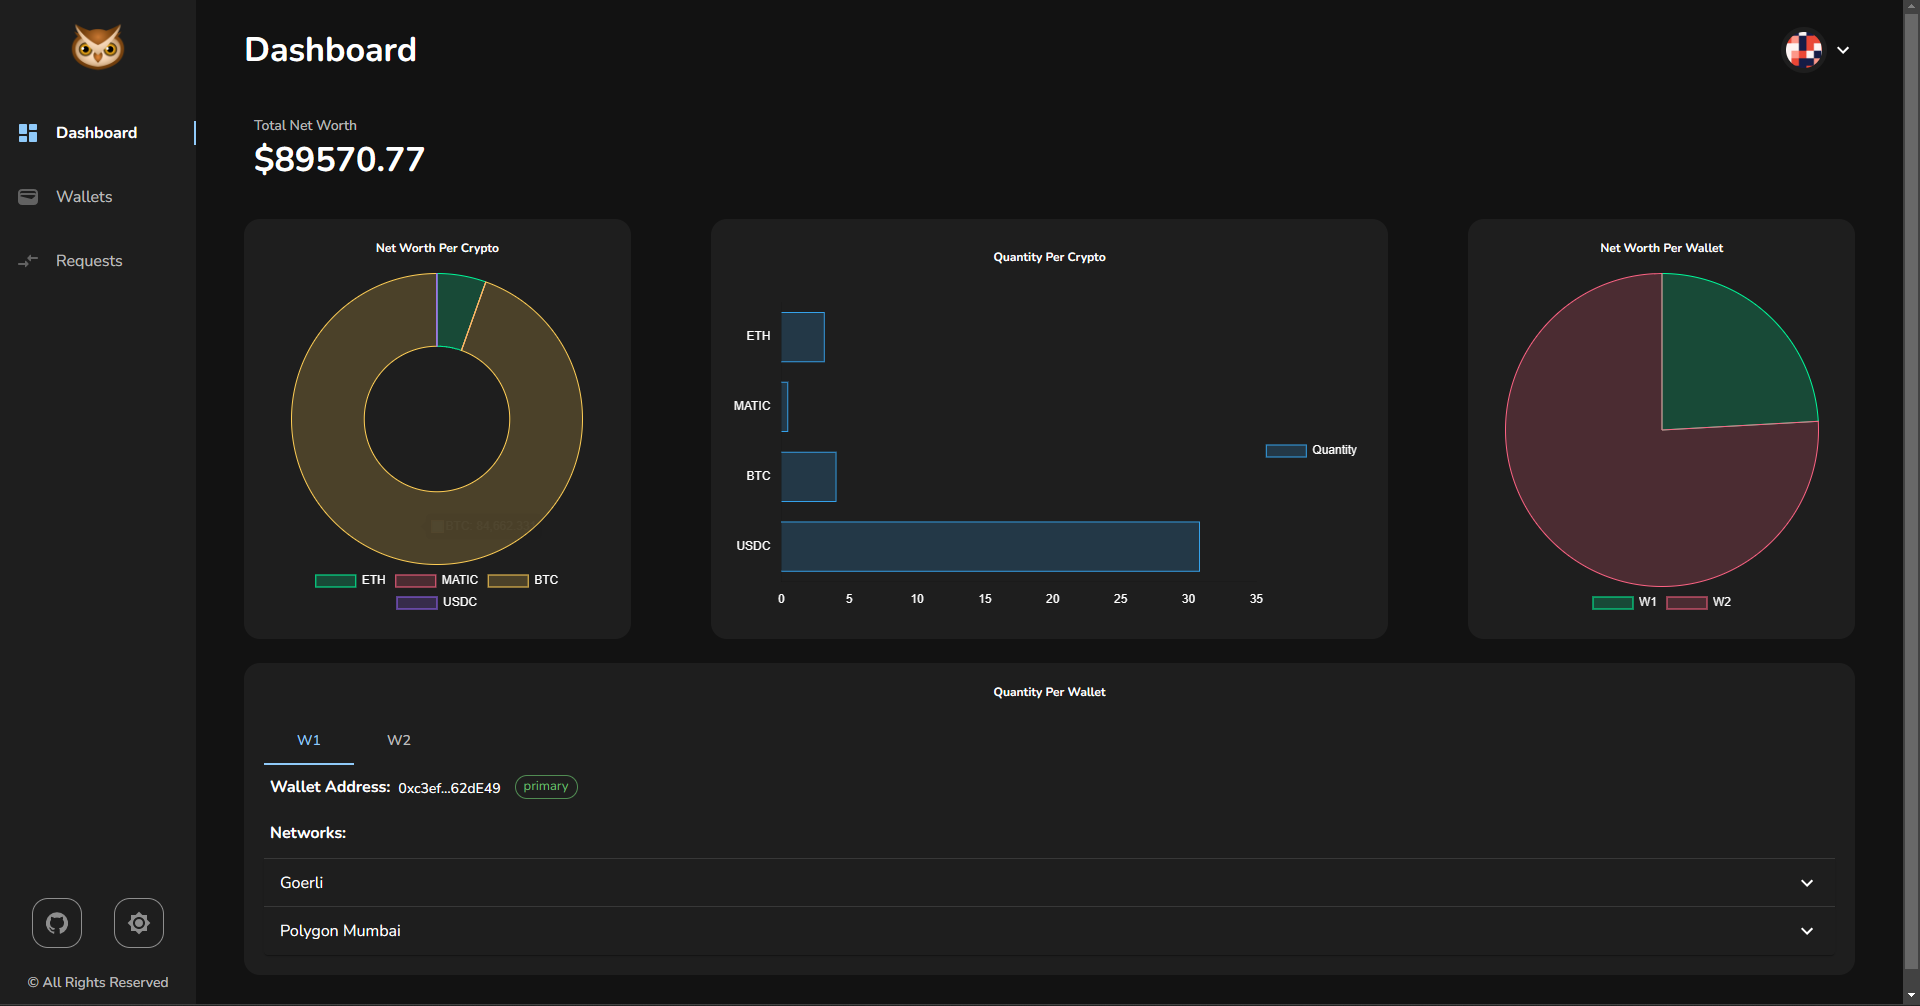 Dashboard
Dashboard
Wallets
Requests
© All Rights Reserved
Total Net Worth
$89570.77
Net Worth Per Crypto
ETH MATIC BTC
USDC
Quantity Per Crypto
ETH
MATIC
BTC
USDC
0 5 10 15 20 25 30 35
Quantity
Net Worth Per Wallet
W1 W2
Quantity Per Wallet
W1 W2
Wallet Address: 0xc3ef...62dE49 primary
Networks:
Goerli
Polygon Mumbai